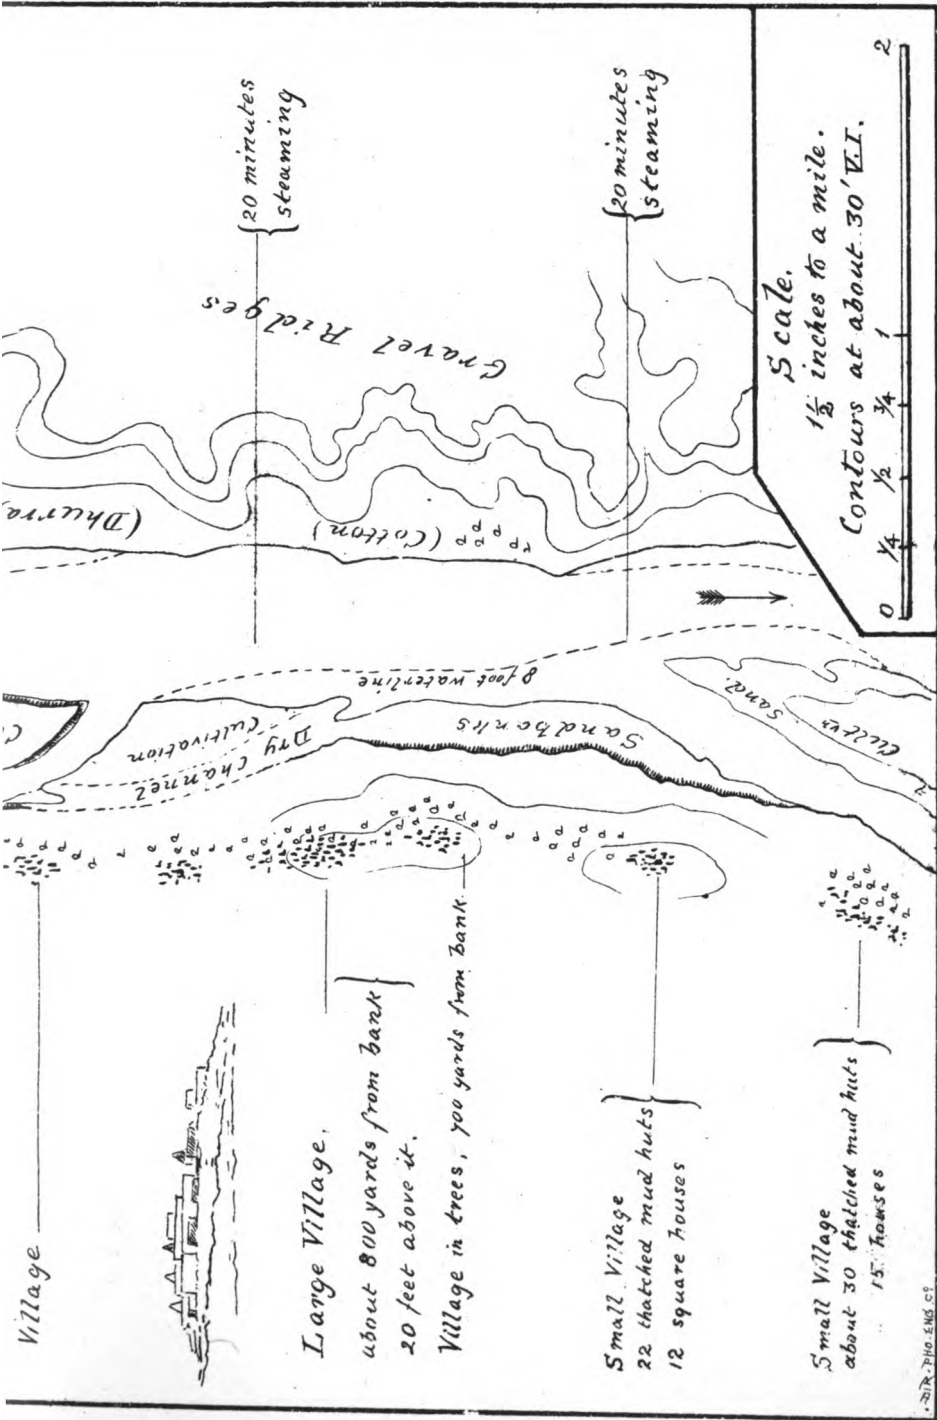 Village
Large Village.
about 800 yards from bank
20 feet above it.
Village in trees, 700 yards from bank.
Small Village
22 thatched mud huts
12 square houses
Small Village
about 30 thatched mud huts
15 houses
Cultivation
Dry
Channel
8 foot waterline
Sandbanks
Sand.
Cultvn
(Dhurra
(Cotton)
Gravel Ridges
20 minutes
steaming
20 minutes
steaming
Scale.
1½ inches to a mile.
Contours at about 30' V.I.
0 ¼ ½ ¾ 1 2